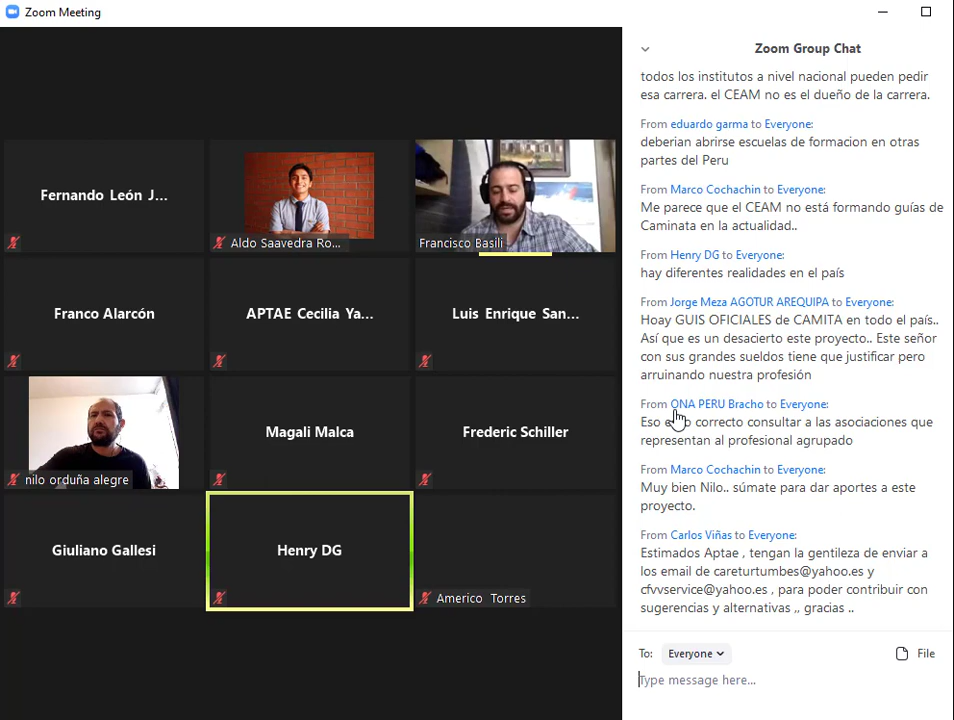 Zoom Meeting
Fernando León J...
Aldo Saavedra Ro...
Francisco Basili
Franco Alarcón
APTAE Cecilia Ya...
Luis Enrique San...
nilo orduña alegre
Magali Malca
Frederic Schiller
Giuliano Gallesi
Henry DG
Americo Torres
Zoom Group Chat
todos los institutos a nivel nacional pueden pedir
esa carrera. el CEAM no es el dueño de la carrera.
From eduardo garma to Everyone:
deberian abrirse escuelas de formacion en otras
partes del Peru
From Marco Cochachin to Everyone:
Me parece que el CEAM no está formando guías de
Caminata en la actualidad..
From Henry DG to Everyone:
hay diferentes realidades en el país
From Jorge Meza AGOTUR AREQUIPA to Everyone:
Hoay GUIS OFICIALES de CAMITA en todo el país..
Así que es un desacierto este proyecto.. Este señor
con sus grandes sueldos tiene que justificar pero
arruinando nuestra profesión
From ONA PERU Bracho to Everyone:
Eso correcto consultar a las asociaciones que
representan al profesional agrupado
From Marco Cochachin to Everyone:
Muy bien Nilo.. súmate para dar aportes a este
proyecto.
From Carlos Viñas to Everyone:
Estimados Aptae , tengan la gentileza de enviar a
los email de careturtumbes@yahoo.es y
cfvvservice@yahoo.es , para poder contribuir con
sugerencias y alternativas ,, gracias ..
To: Everyone File
Type message here...